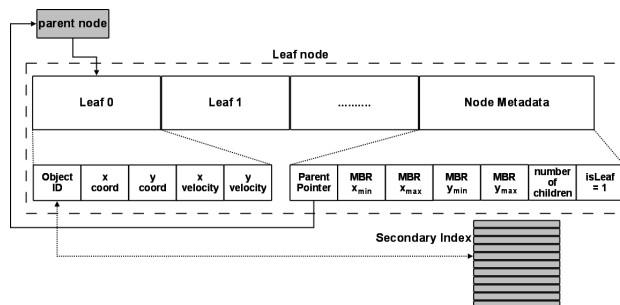 parent node
Leaf node
Leaf 0
Leaf 1
..........
Node Metadata
Object ID
x coord
y coord
x velocity
y velocity
Parent Pointer
MBR xmin
MBR xmax
MBR ymin
MBR ymax
number of children
isLeaf = 1
Secondary Index